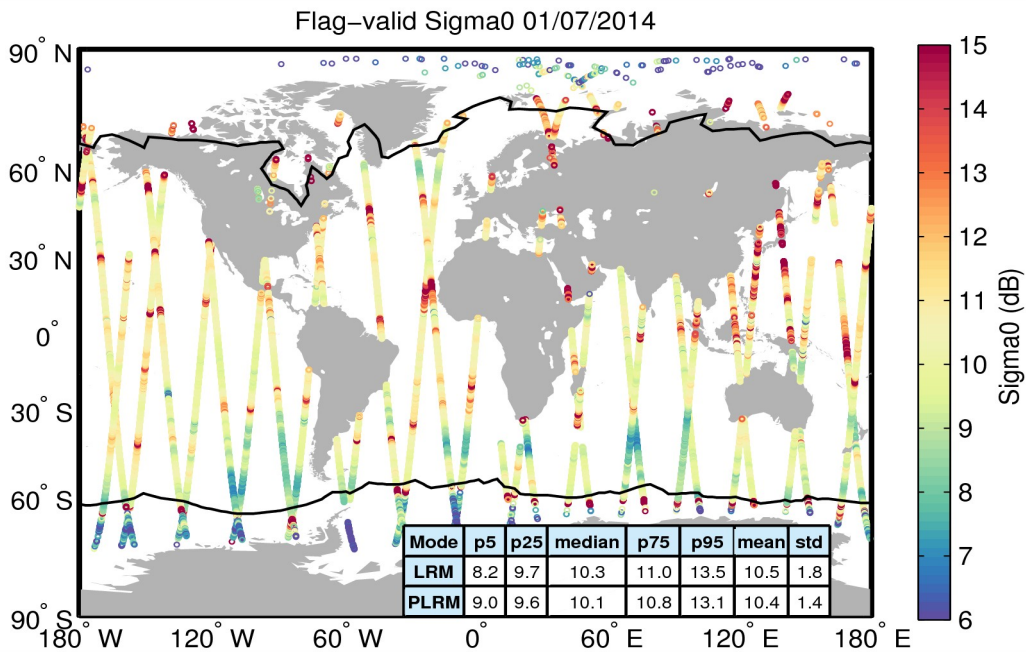 Flag−valid Sigma0 01/07/2014
90° N
60° N
30° N
0°
30° S
60° S
90° S
180° W
120° W
60° W
0°
60° E
120° E
180° E
Mode p5 p25 median p75 p95 mean std
LRM 8.2 9.7 10.3 11.0 13.5 10.5 1.8
PLRM 9.0 9.6 10.1 10.8 13.1 10.4 1.4
15
14
13
12
11
10
9
8
7
6
Sigma0 (dB)